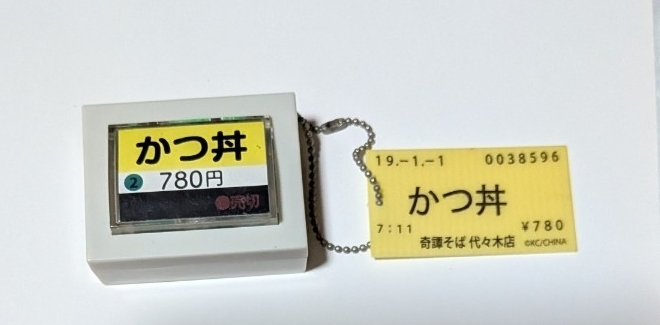 かつ丼
② 780円
●売切
19.-1.-1 0038596
かつ丼
7:11 ¥780
奇譚そば 代々木店 ©KC/CHINA